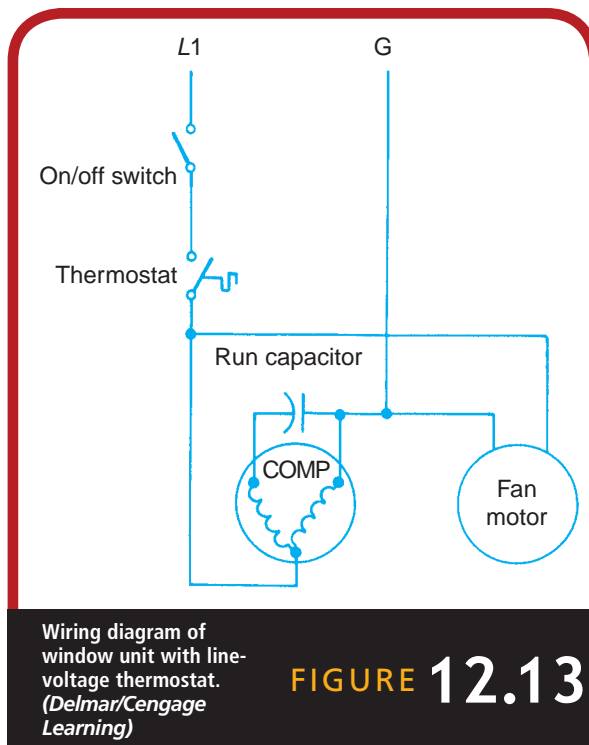 L1 G
On/off switch
Thermostat
Run capacitor
COMP
Fan
motor
Wiring diagram of
window unit with line-
voltage thermostat.
(Delmar/Cengage
Learning)
FIGURE 12.13